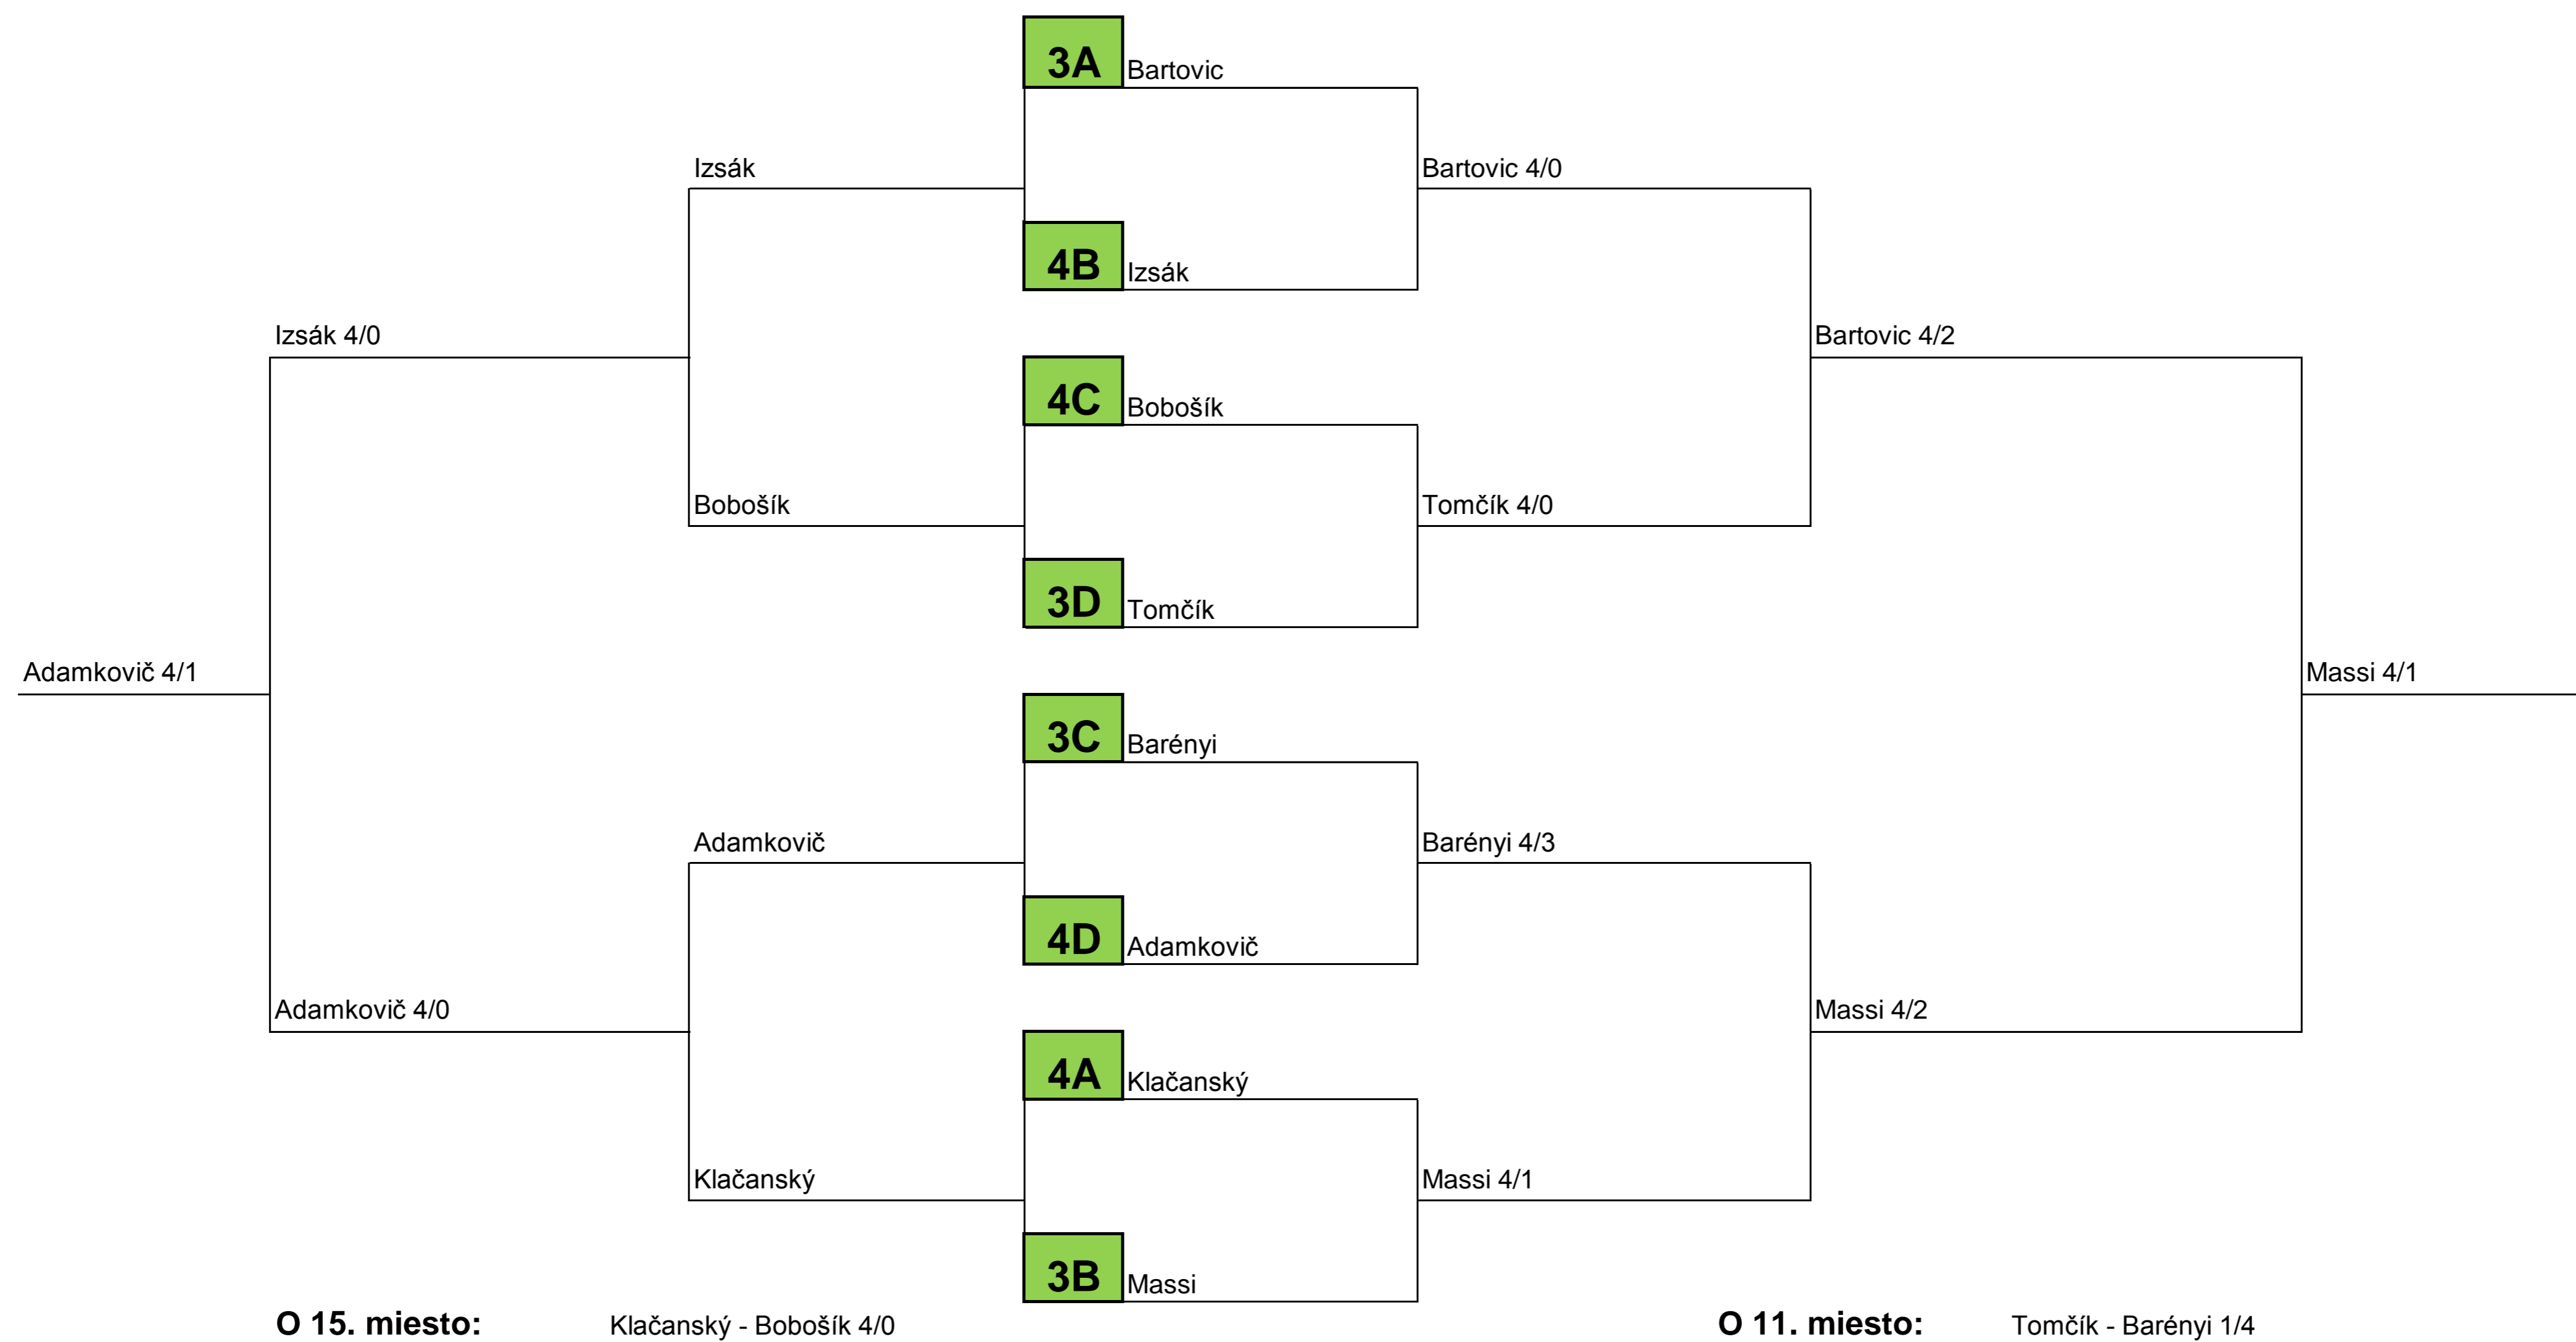 3A Bartovic
Izsák
Bartovic 4/0
4B Izsák
Izsák 4/0
Bartovic 4/2
4C Bobošík
Bobošík
Tomčík 4/0
3D Tomčík
Adamkovič 4/1
Massi 4/1
3C Barényi
Adamkovič
Barényi 4/3
4D Adamkovič
Adamkovič 4/0
Massi 4/2
4A Klačanský
Klačanský
Massi 4/1
3B Massi
O 15. miesto: Klačanský - Bobošík 4/0
O 11. miesto: Tomčík - Barényi 1/4